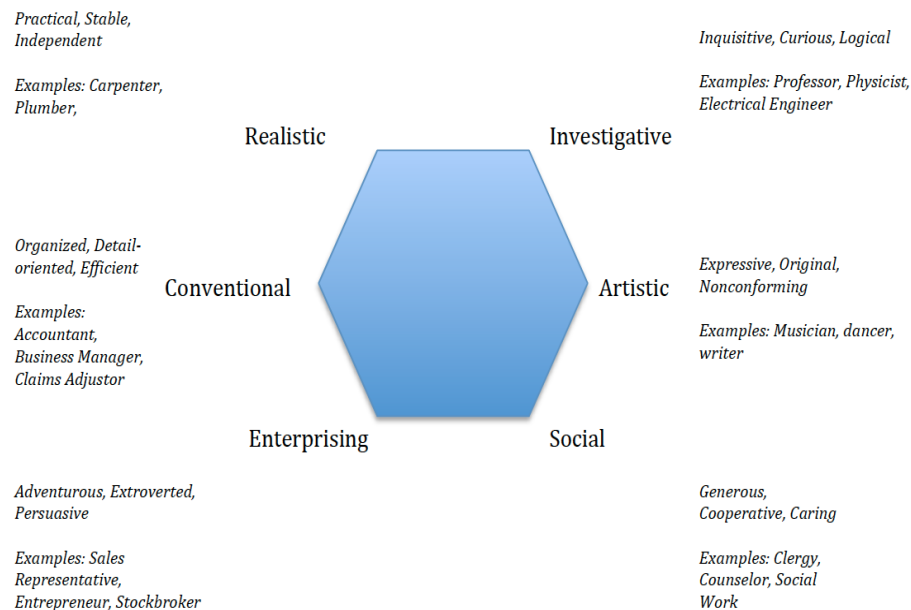 Practical, Stable,
Independent
Examples: Carpenter,
Plumber,
Realistic
Inquisitive, Curious, Logical
Examples: Professor, Physicist,
Electrical Engineer
Investigative
Organized, Detail-
oriented, Efficient
Examples:
Accountant,
Business Manager,
Claims Adjustor
Conventional
Artistic
Expressive, Original,
Nonconforming
Examples: Musician, dancer,
writer
Enterprising
Adventurous, Extroverted,
Persuasive
Examples: Sales
Representative,
Entrepreneur, Stockbroker
Social
Generous,
Cooperative, Caring
Examples: Clergy,
Counselor, Social
Work